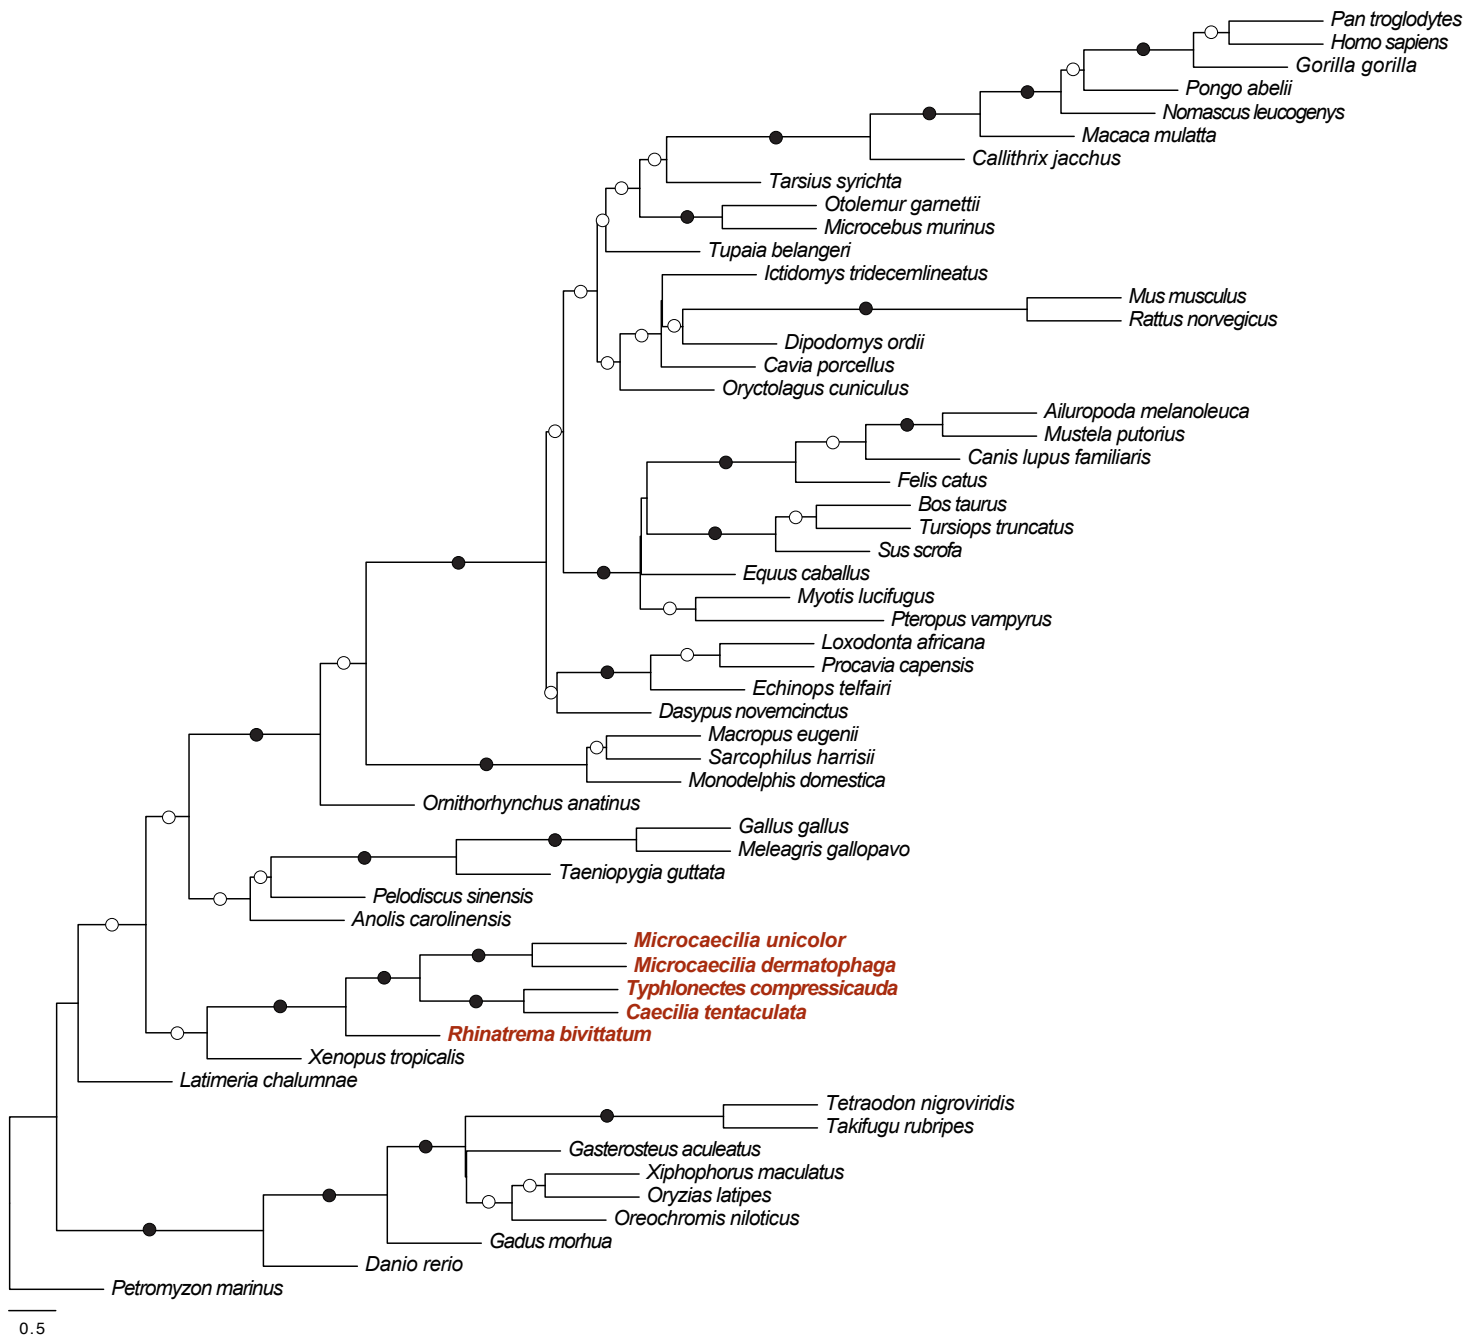 Pan troglodytes
Homo sapiens
Gorilla gorilla
Pongo abelii
Nomascus leucogenys
Macaca mulatta
Callithrix jacchus
Tarsius syrichta
Otolemur garnettii
Microcebus murinus
Tupaia belangeri
Ictidomys tridecemlineatus
Mus musculus
Rattus norvegicus
Dipodomys ordii
Cavia porcellus
Oryctolagus cuniculus
Ailuropoda melanoleuca
Mustela putorius
Canis lupus familiaris
Felis catus
Bos taurus
Tursiops truncatus
Sus scrofa
Equus caballus
Myotis lucifugus
Pteropus vampyrus
Loxodonta africana
Procavia capensis
Echinops telfairi
Dasypus novemcinctus
Macropus eugenii
Sarcophilus harrisii
Monodelphis domestica
Ornithorhynchus anatinus
Gallus gallus
Meleagris gallopavo
Taeniopygia guttata
Pelodiscus sinensis
Anolis carolinensis
Microcaecilia unicolor
Microcaecilia dermatophaga
Typhlonectes compressicauda
Caecilia tentaculata
Rhinatrema bivittatum
Xenopus tropicalis
Latimeria chalumnae
Tetraodon nigroviridis
Takifugu rubripes
Gasterosteus aculeatus
Xiphophorus maculatus
Oryzias latipes
Oreochromis niloticus
Gadus morhua
Danio rerio
Petromyzon marinus
0.5